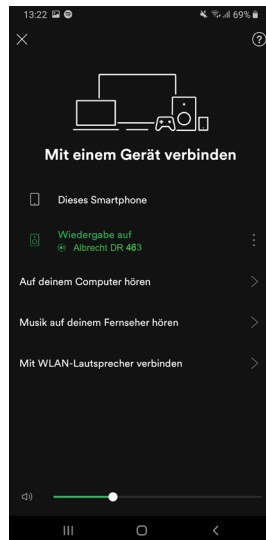 13:22
69%
Mit einem Gerät verbinden
Dieses Smartphone
Wiedergabe auf
Albrecht DR 463
Auf deinem Computer hören
Musik auf deinem Fernseher hören
Mit WLAN-Lautsprecher verbinden